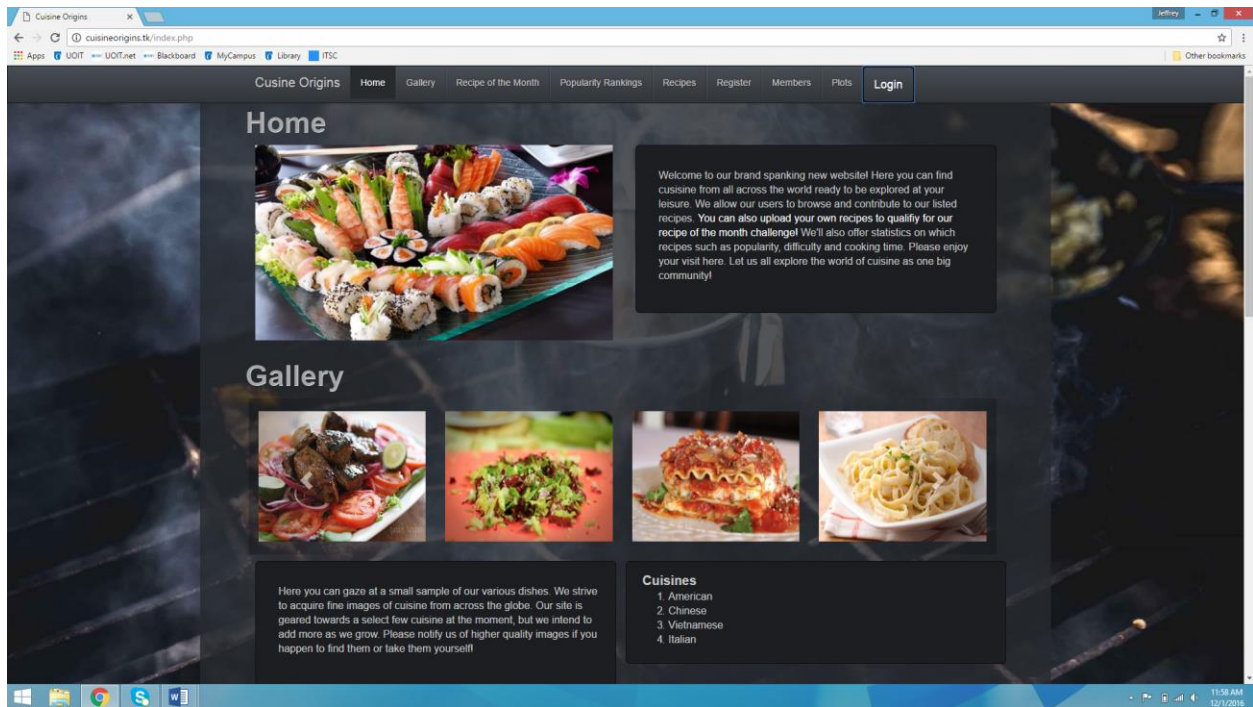 Cuisine Origins
Jeffrey
cuisineorigins.tk/index.php
Apps UOIT UOIT.net Blackboard MyCampus Library ITSC Other bookmarks
Cusine Origins Home Gallery Recipe of the Month Popularity Rankings Recipes Register Members Plots Login
Home
Welcome to our brand spanking new website! Here you can find
cusisine from all across the world ready to be explored at your
leisure. We allow our users to browse and contribute to our listed
recipes. You can also upload your own recipes to qualifiy for our
recipe of the month challenge! We'll also offer statistics on which
recipes such as popularity, difficulty and cooking time. Please enjoy
your visit here. Let us all explore the world of cuisine as one big
community!
Gallery
Here you can gaze at a small sample of our various dishes. We strive
to acquire fine images of cuisine from across the globe. Our site is
geared towards a select few cuisine at the moment, but we intend to
add more as we grow. Please notify us of higher quality images if you
happen to find them or take them yourself!
Cuisines
1. American
2. Chinese
3. Vietnamese
4. Italian
11:58 AM
12/1/2016